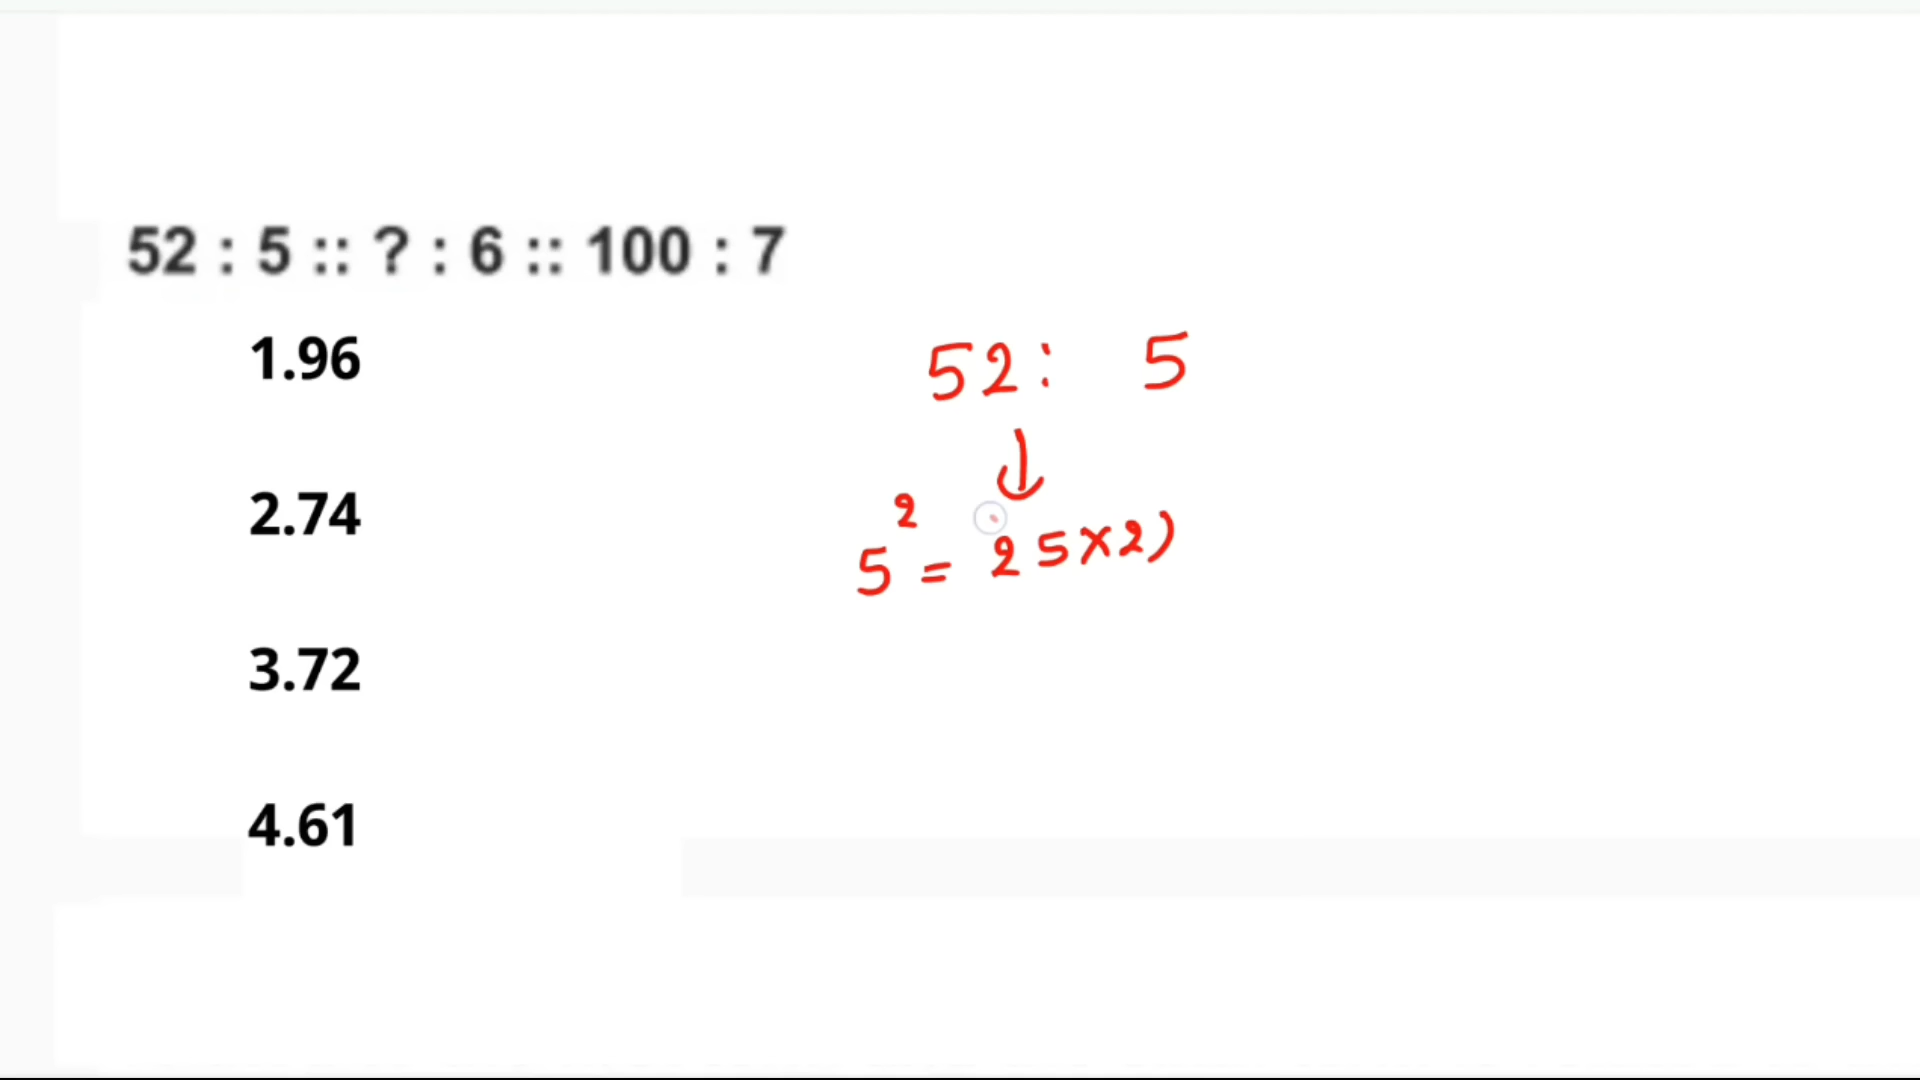 52 : 5 :: ? : 6 :: 100 : 7
1.96
2.74
3.72
4.61
52: 5
5² = 25×2)